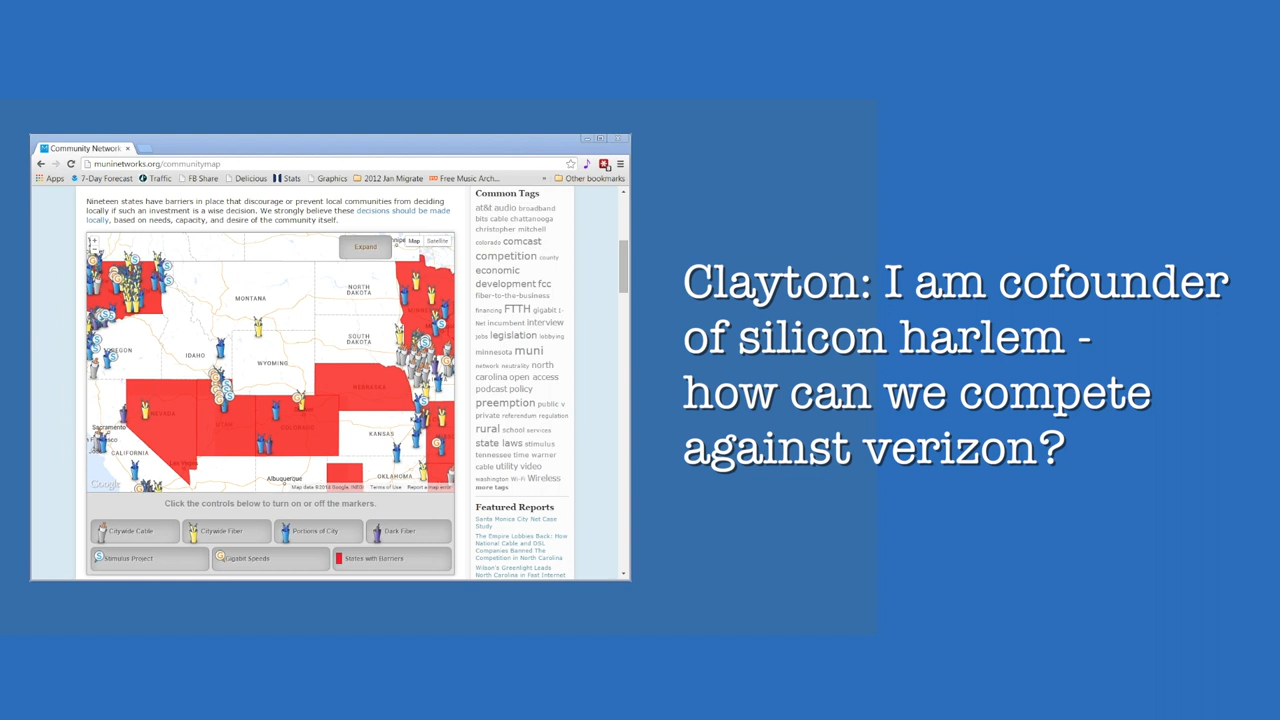 Community Network
muninetworks.org/communitymap
Apps 7-Day Forecast Traffic FB Share Delicious Stats Graphics 2012 Jan Migrate Free Music Arch... » Other bookmarks
Nineteen states have barriers in place that discourage or prevent local communities from deciding
locally if such an investment is a wise decision. We strongly believe these decisions should be made
locally, based on needs, capacity, and desire of the community itself.
Expand
Map Satellite
MONTANA
NORTH
DAKOTA
SOUTH
DAKOTA
IDAHO
WYOMING
NEBRASKA
NEVADA
UTAH
COLORADO
KANSAS
Sacramento
CALIFORNIA
Las Vegas
Albuquerque
OKLAHOMA
Google
Terms of Use
Click the controls below to turn on or off the markers.
Citywide Cable Citywide Fiber Portions of City Dark Fiber
Stimulus Project Gigabit Speeds States with Barriers
Common Tags
at&t audio broadband
bits cable chattanooga
christopher mitchell
colorado comcast
competition county
economic
development fcc
fiber-to-the-business
financing FTTH gigabit i-
Net incumbent interview
jobs legislation lobbying
minnesota muni
network neutrality north
carolina open access
podcast policy
preemption public v
private referendum regulation
rural school services
state laws stimulus
tennessee time warner
cable utility video
washington Wi-Fi Wireless
more tags
Featured Reports
Santa Monica City Net Case
Study
The Empire Lobbies Back: How
National Cable and DSL
Companies Banned The
Competition in North Carolina
Wilson's Greenlight Leads
North Carolina in Fast Internet
Clayton: I am cofounder
of silicon harlem -
how can we compete
against verizon?